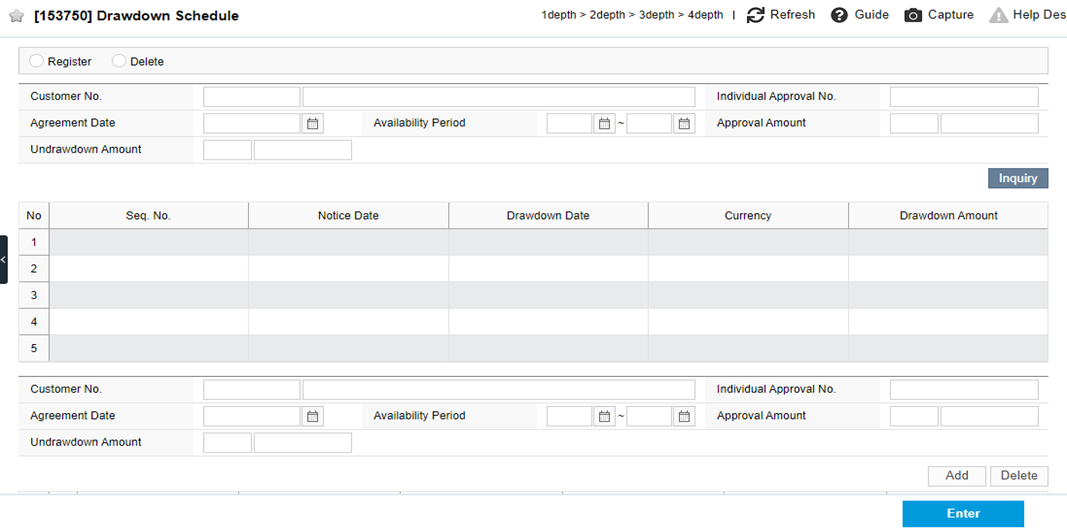 [153750] Drawdown Schedule
1depth > 2depth > 3depth > 4depth | Refresh Guide Capture Help Des
Register Delete
Customer No. Individual Approval No.
Agreement Date Availability Period ~ Approval Amount
Undrawdown Amount
Inquiry
No Seq. No. Notice Date Drawdown Date Currency Drawdown Amount
1
2
3
4
5
Customer No. Individual Approval No.
Agreement Date Availability Period ~ Approval Amount
Undrawdown Amount
Add Delete
Enter